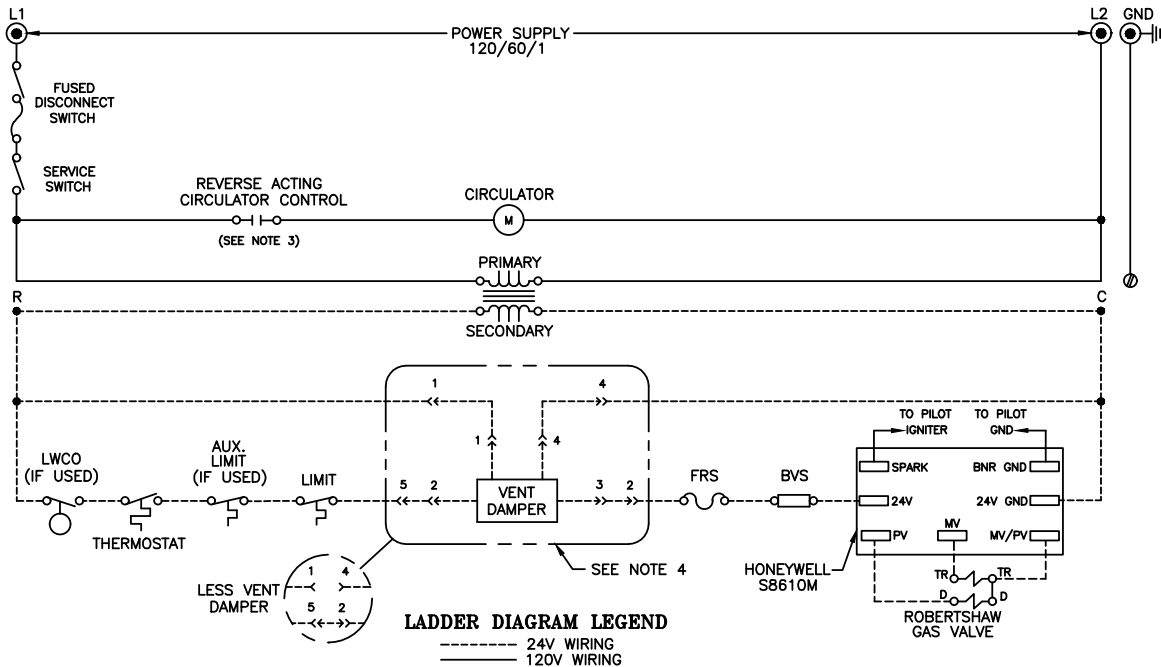 L1
L2 GND
POWER SUPPLY
120/60/1
FUSED
DISCONNECT
SWITCH
SERVICE
SWITCH
REVERSE ACTING
CIRCULATOR CONTROL
(SEE NOTE 3)
CIRCULATOR
M
PRIMARY
R
C
SECONDARY
1
4
1
4
TO PILOT
IGNITER
TO PILOT
GND
LWCO
(IF USED)
THERMOSTAT
AUX.
LIMIT
(IF USED)
LIMIT
5 2
VENT
DAMPER
3 2
FRS
BVS
SPARK
BNR GND
24V
24V GND
PV
MV
MV/PV
HONEYWELL
S8610M
TR
TR
D
D
ROBERTSHAW
GAS VALVE
SEE NOTE 4
LESS VENT
DAMPER
1 4
5 2
LADDER DIAGRAM LEGEND
24V WIRING
120V WIRING